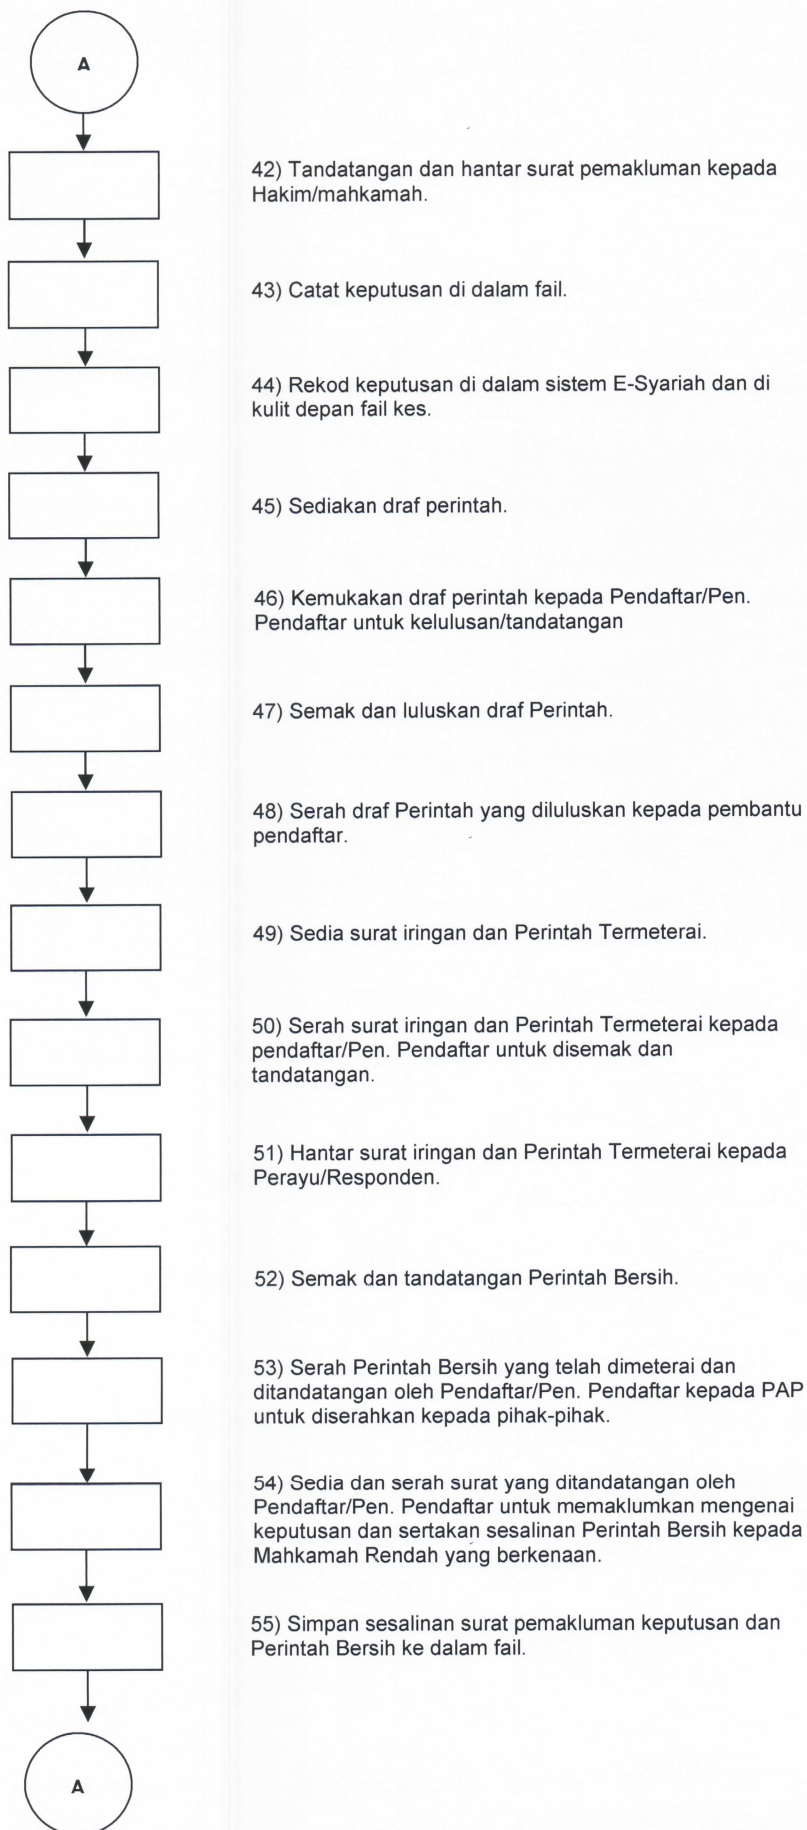 A
42) Tandatangan dan hantar surat pemakluman kepada
Hakim/mahkamah.
43) Catat keputusan di dalam fail.
44) Rekod keputusan di dalam sistem E-Syariah dan di
kulit depan fail kes.
45) Sediakan draf perintah.
46) Kemukakan draf perintah kepada Pendaftar/Pen.
Pendaftar untuk kelulusan/tandatangan
47) Semak dan luluskan draf Perintah.
48) Serah draf Perintah yang diluluskan kepada pembantu
pendaftar.
49) Sedia surat iringan dan Perintah Termeterai.
50) Serah surat iringan dan Perintah Termeterai kepada
pendaftar/Pen. Pendaftar untuk disemak dan
tandatangan.
51) Hantar surat iringan dan Perintah Termeterai kepada
Perayu/Responden.
52) Semak dan tandatangan Perintah Bersih.
53) Serah Perintah Bersih yang telah dimeterai dan
ditandatangan oleh Pendaftar/Pen. Pendaftar kepada PAP
untuk diserahkan kepada pihak-pihak.
54) Sedia dan serah surat yang ditandatangan oleh
Pendaftar/Pen. Pendaftar untuk memaklumkan mengenai
keputusan dan sertakan sesalinan Perintah Bersih kepada
Mahkamah Rendah yang berkenaan.
55) Simpan sesalinan surat pemakluman keputusan dan
Perintah Bersih ke dalam fail.
A